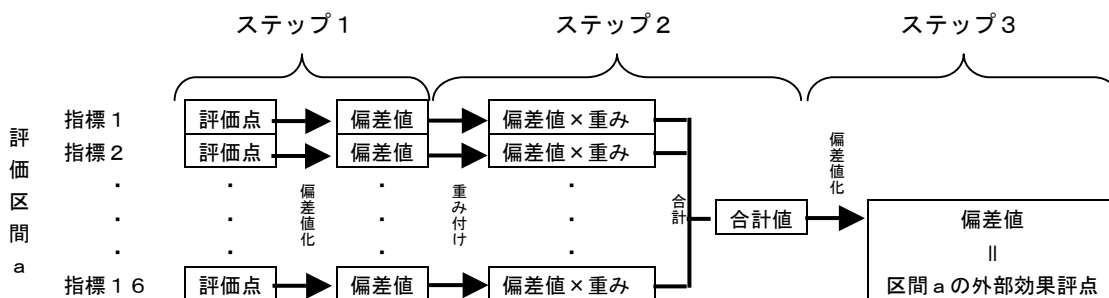 ステップ１ ステップ２ ステップ３
評価区間ａ
指標１ 評価点 偏差値 偏差値×重み
指標２ 評価点 偏差値 偏差値×重み
・ ・ ・ ・
・ ・ ・ ・
・ ・ ・ ・
偏差値化
重み付け
合計
指標１６ 評価点 偏差値 偏差値×重み
合計値
偏差値化
偏差値
＝
区間ａの外部効果評点